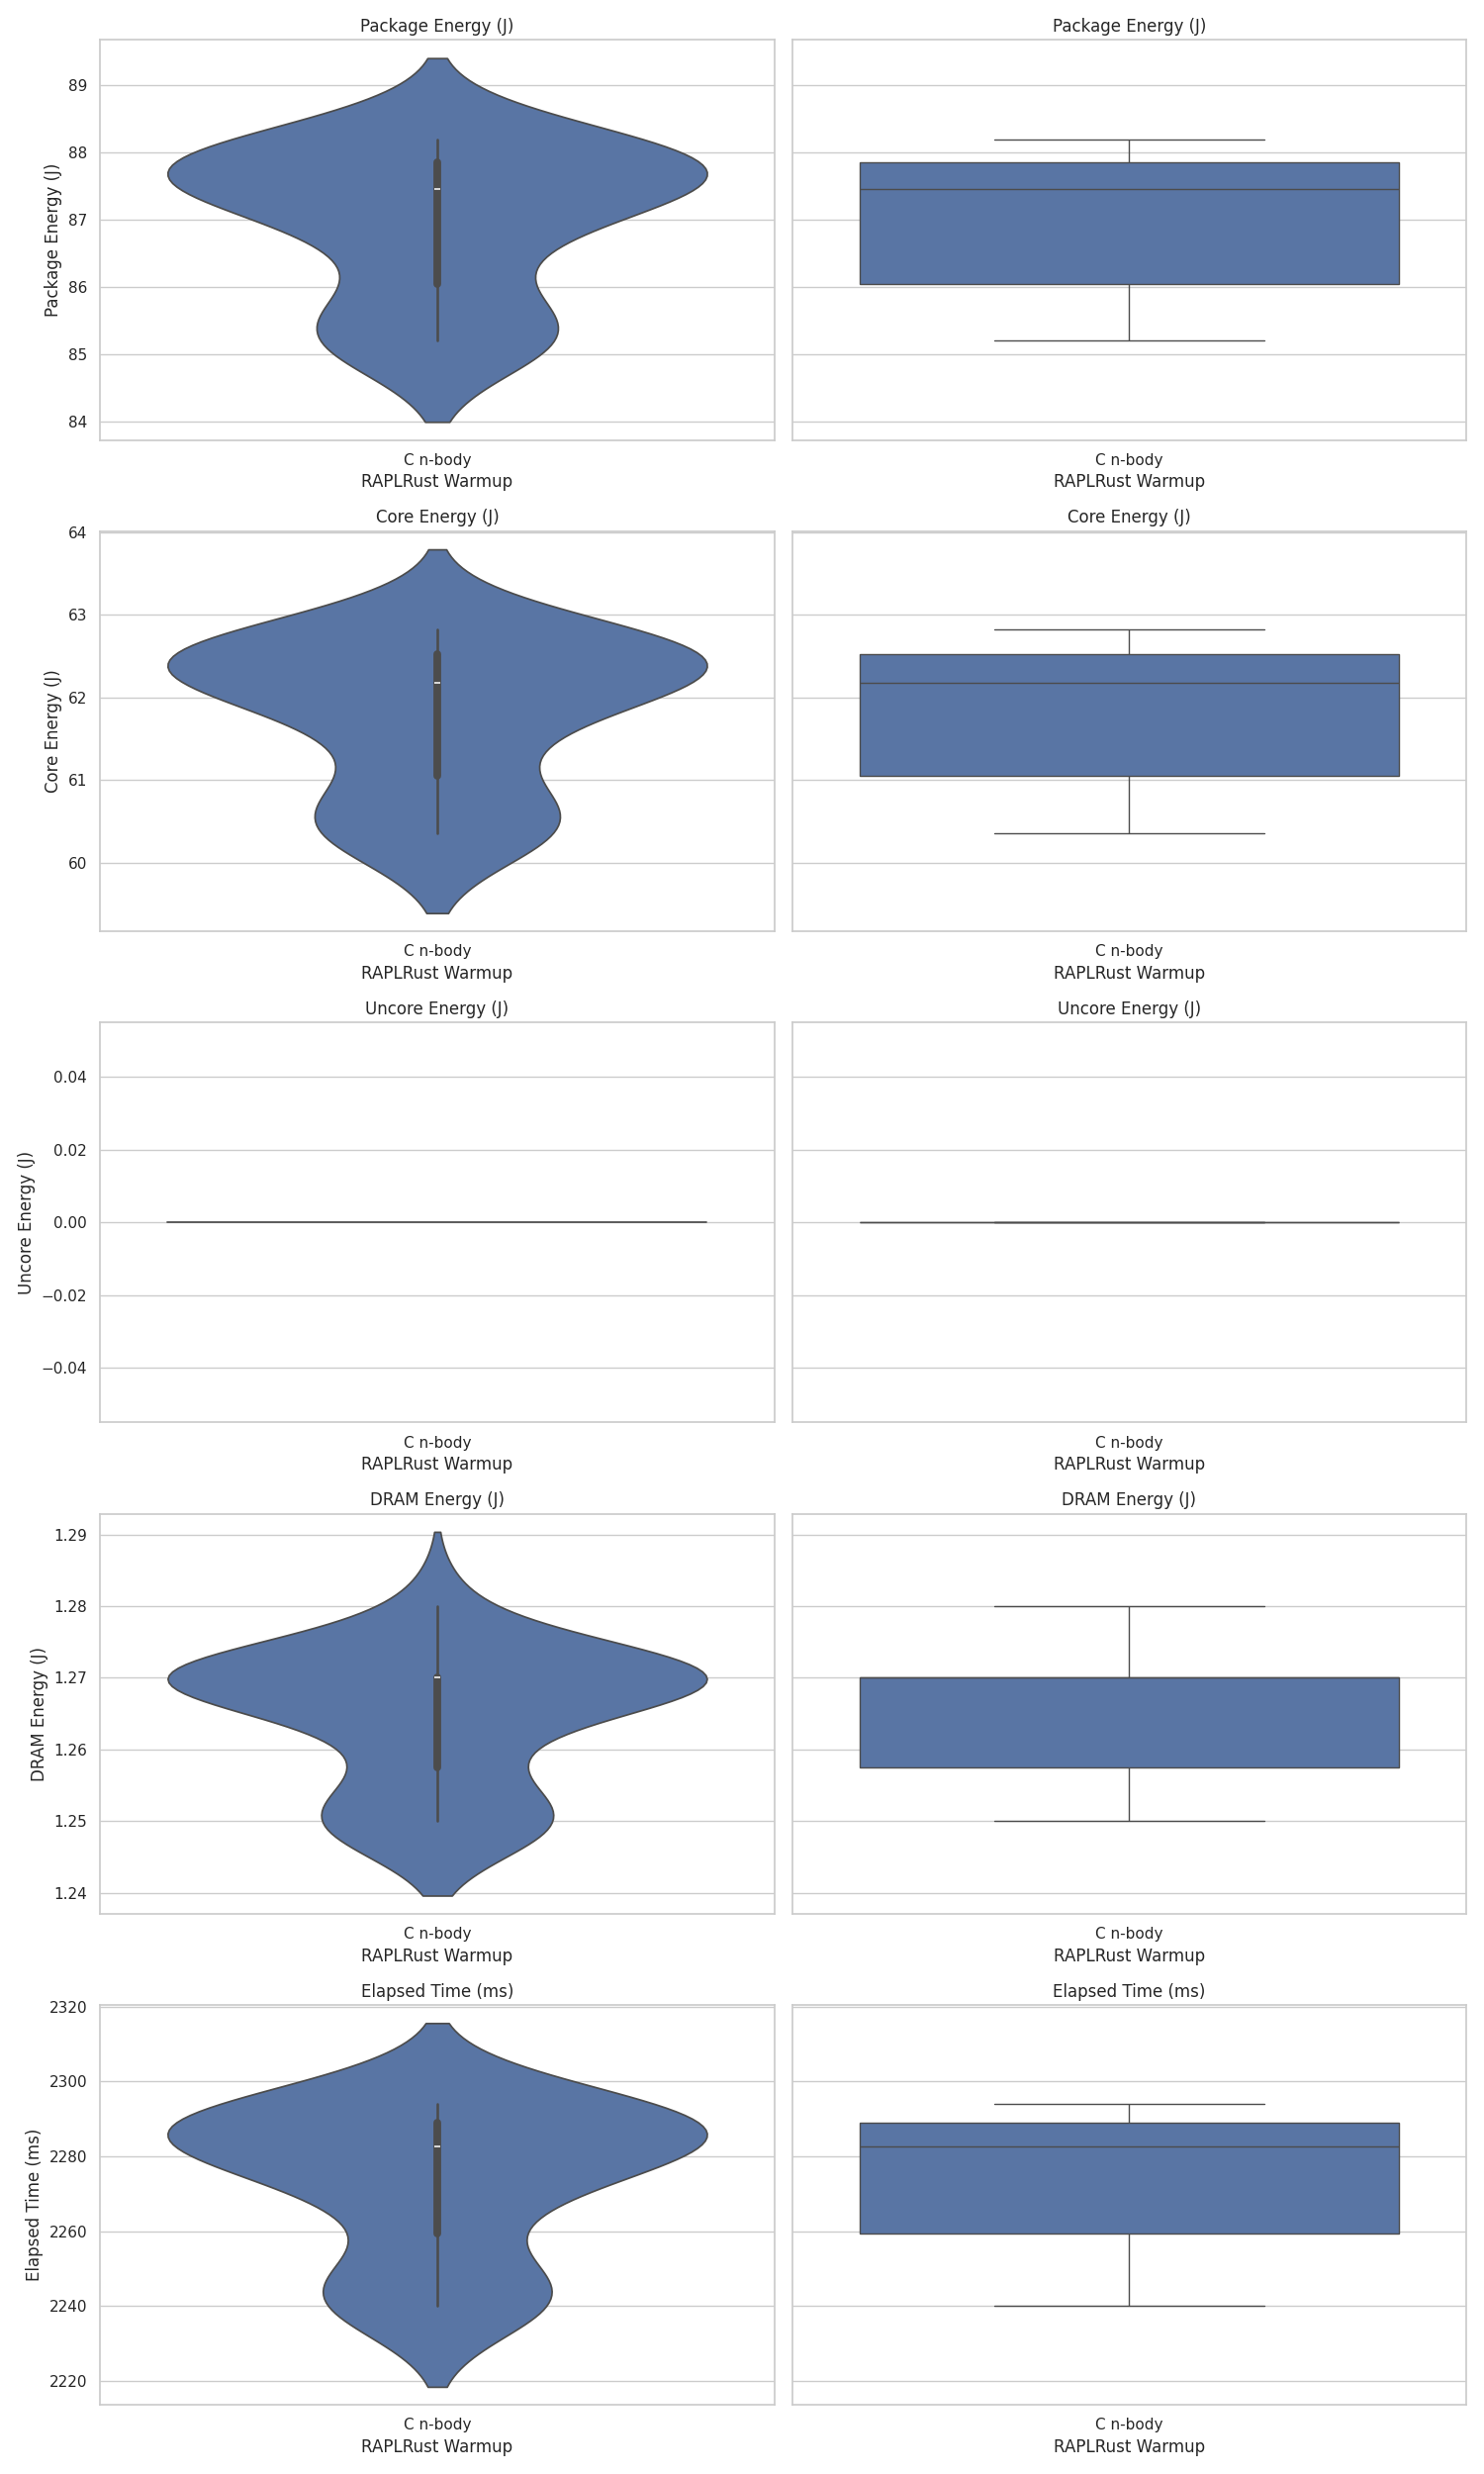 Package Energy (J)
Package Energy (J)
Package Energy (J)
89
88
87
86
85
84
C n-body
C n-body
RAPLRust Warmup
RAPLRust Warmup
Core Energy (J)
Core Energy (J)
Core Energy (J)
64
63
62
61
60
C n-body
C n-body
RAPLRust Warmup
RAPLRust Warmup
Uncore Energy (J)
Uncore Energy (J)
Uncore Energy (J)
0.04
0.02
0.00
−0.02
−0.04
C n-body
C n-body
RAPLRust Warmup
RAPLRust Warmup
DRAM Energy (J)
DRAM Energy (J)
DRAM Energy (J)
1.29
1.28
1.27
1.26
1.25
1.24
C n-body
C n-body
RAPLRust Warmup
RAPLRust Warmup
Elapsed Time (ms)
Elapsed Time (ms)
Elapsed Time (ms)
2320
2300
2280
2260
2240
2220
C n-body
C n-body
RAPLRust Warmup
RAPLRust Warmup